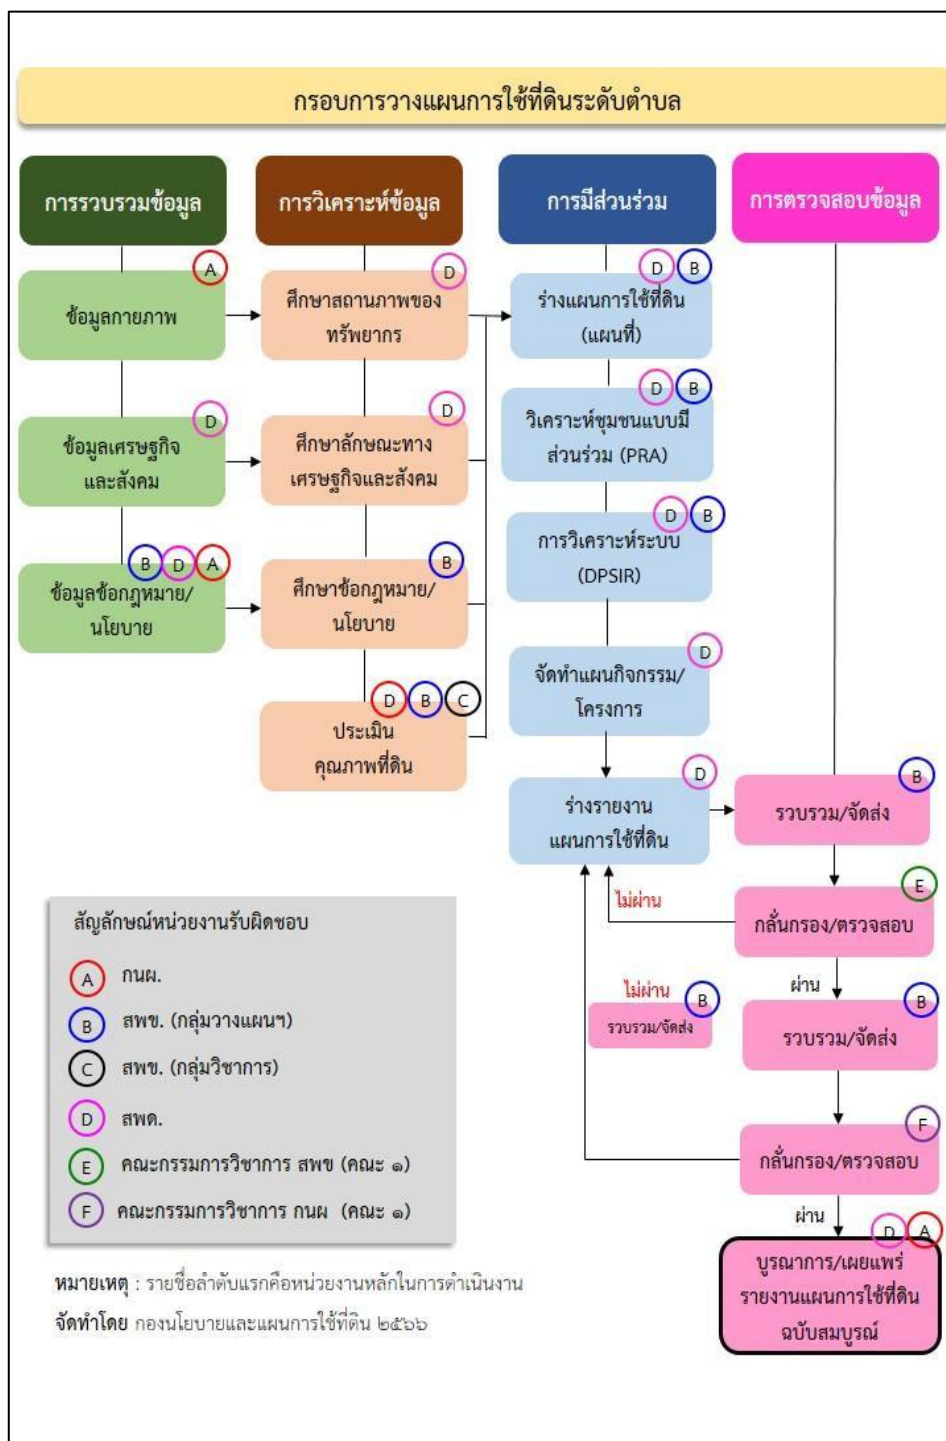 กรอบการวางแผนการใช้ที่ดินระดับตำบล
การรวบรวมข้อมูล
การวิเคราะห์ข้อมูล
การมีส่วนร่วม
การตรวจสอบข้อมูล
A
ข้อมูลกายภาพ
D
ข้อมูลเศรษฐกิจ
และสังคม
B D A
ข้อมูลข้อกฎหมาย/
นโยบาย
D
ศึกษาสถานภาพของ
ทรัพยากร
D
ศึกษาลักษณะทาง
เศรษฐกิจและสังคม
B
ศึกษาข้อกฎหมาย/
นโยบาย
D B C
ประเมิน
คุณภาพที่ดิน
D B
ร่างแผนการใช้ที่ดิน
(แผนที่)
D B
วิเคราะห์ชุมชนแบบมี
ส่วนร่วม (PRA)
D B
การวิเคราะห์ระบบ
(DPSIR)
D
จัดทำแผนกิจกรรม/
โครงการ
D
ร่างรายงาน
แผนการใช้ที่ดิน
B
รวบรวม/จัดส่ง
E
ไม่ผ่าน
กลั่นกรอง/ตรวจสอบ
ผ่าน
ไม่ผ่าน
B
รวบรวม/จัดส่ง
B
รวบรวม/จัดส่ง
F
กลั่นกรอง/ตรวจสอบ
ผ่าน
D A
บูรณาการ/เผยแพร่
รายงานแผนการใช้ที่ดิน
ฉบับสมบูรณ์
สัญลักษณ์หน่วยงานรับผิดชอบ
A กนผ.
B สพข. (กลุ่มวางแผนฯ)
C สพข. (กลุ่มวิชาการ)
D สพด.
E คณะกรรมการวิชาการ สพข (คณะ ๑)
F คณะกรรมการวิชาการ กนผ (คณะ ๑)
หมายเหตุ : รายชื่อลำดับแรกคือหน่วยงานหลักในการดำเนินงาน
จัดทำโดย กองนโยบายและแผนการใช้ที่ดิน ๒๕๖๖